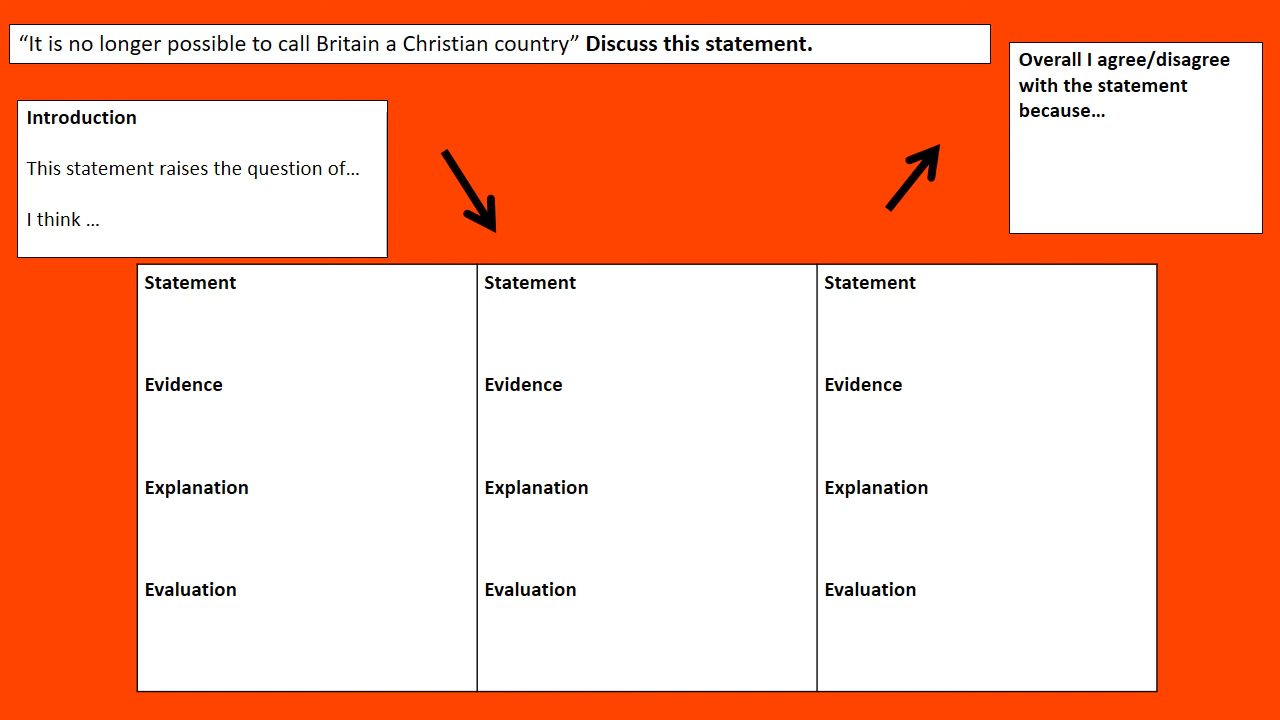 “It is no longer possible to call Britain a Christian country” Discuss this statement.
Introduction
This statement raises the question of…
I think …
Overall I agree/disagree
with the statement
because…
Statement
Evidence
Explanation
Evaluation
Statement
Evidence
Explanation
Evaluation
Statement
Evidence
Explanation
Evaluation